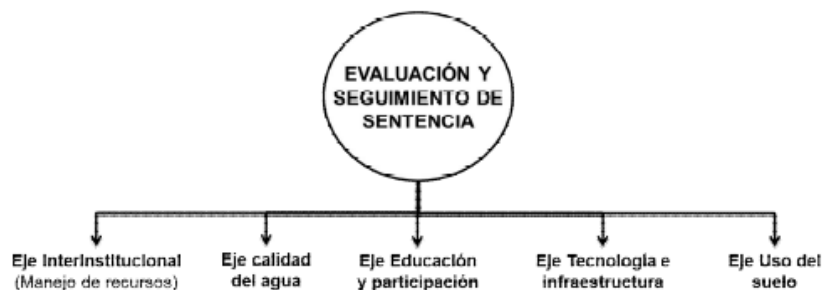 EVALUACIÓN Y
SEGUIMIENTO DE
SENTENCIA
Eje Interinstitucional
(Manejo de recursos)
Eje calidad
del agua
Eje Educación
y participación
Eje Tecnología e
infraestructura
Eje Uso del
suelo